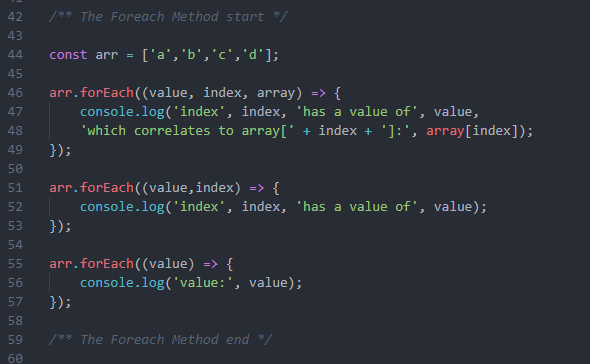 42 /** The Foreach Method start */
43
44 const arr = ['a','b','c','d'];
45
46 arr.forEach((value, index, array) => {
47     console.log('index', index, 'has a value of', value,
48     'which correlates to array[' + index + ']:', array[index]);
49 });
50
51 arr.forEach((value,index) => {
52     console.log('index', index, 'has a value of', value);
53 });
54
55 arr.forEach((value) => {
56     console.log('value:', value);
57 });
58
59 /** The Foreach Method end */
60